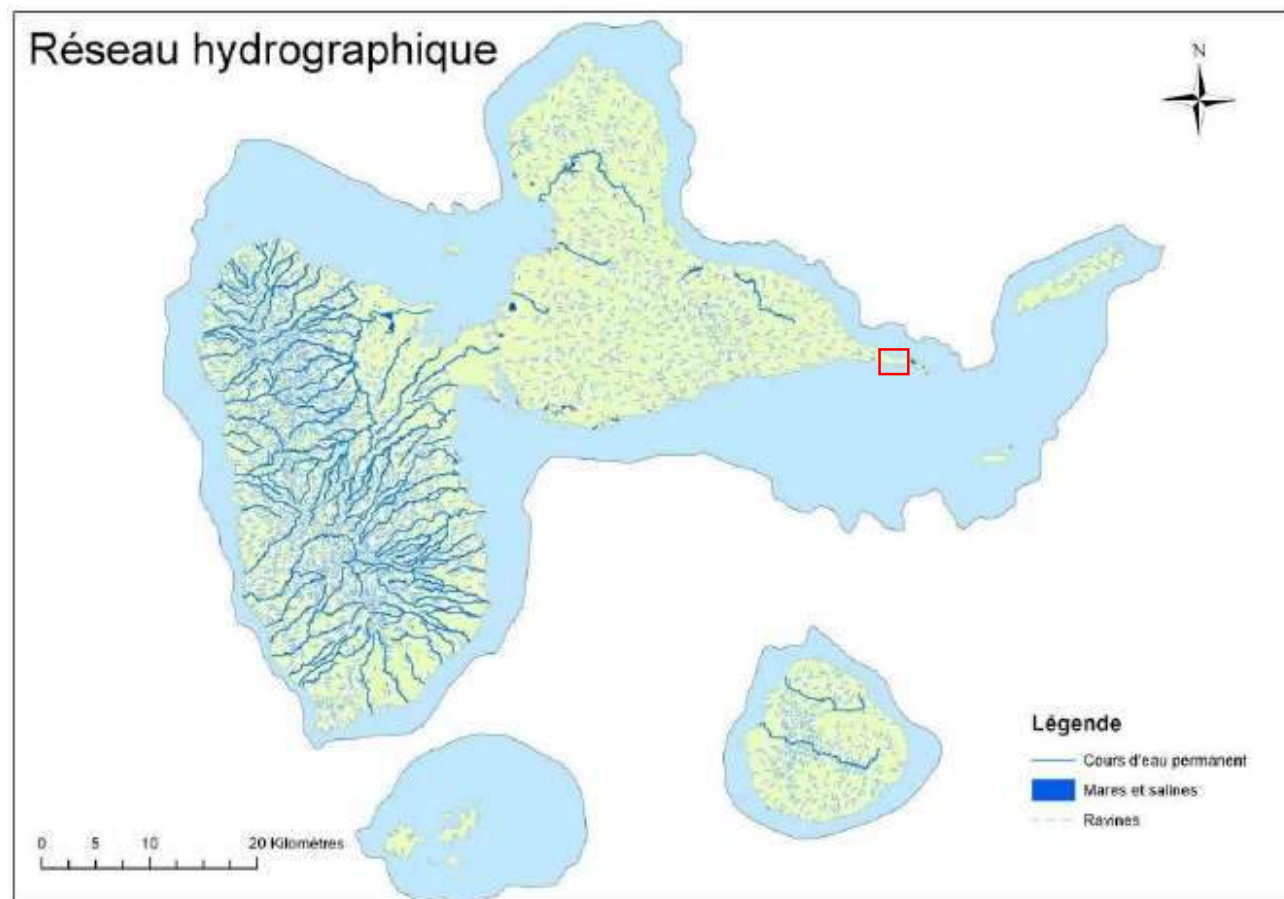 Réseau hydrographique
N
Légende
Cours d'eau permanent
Mares et salines
Ravines
0 5 10 20 Kilomètres